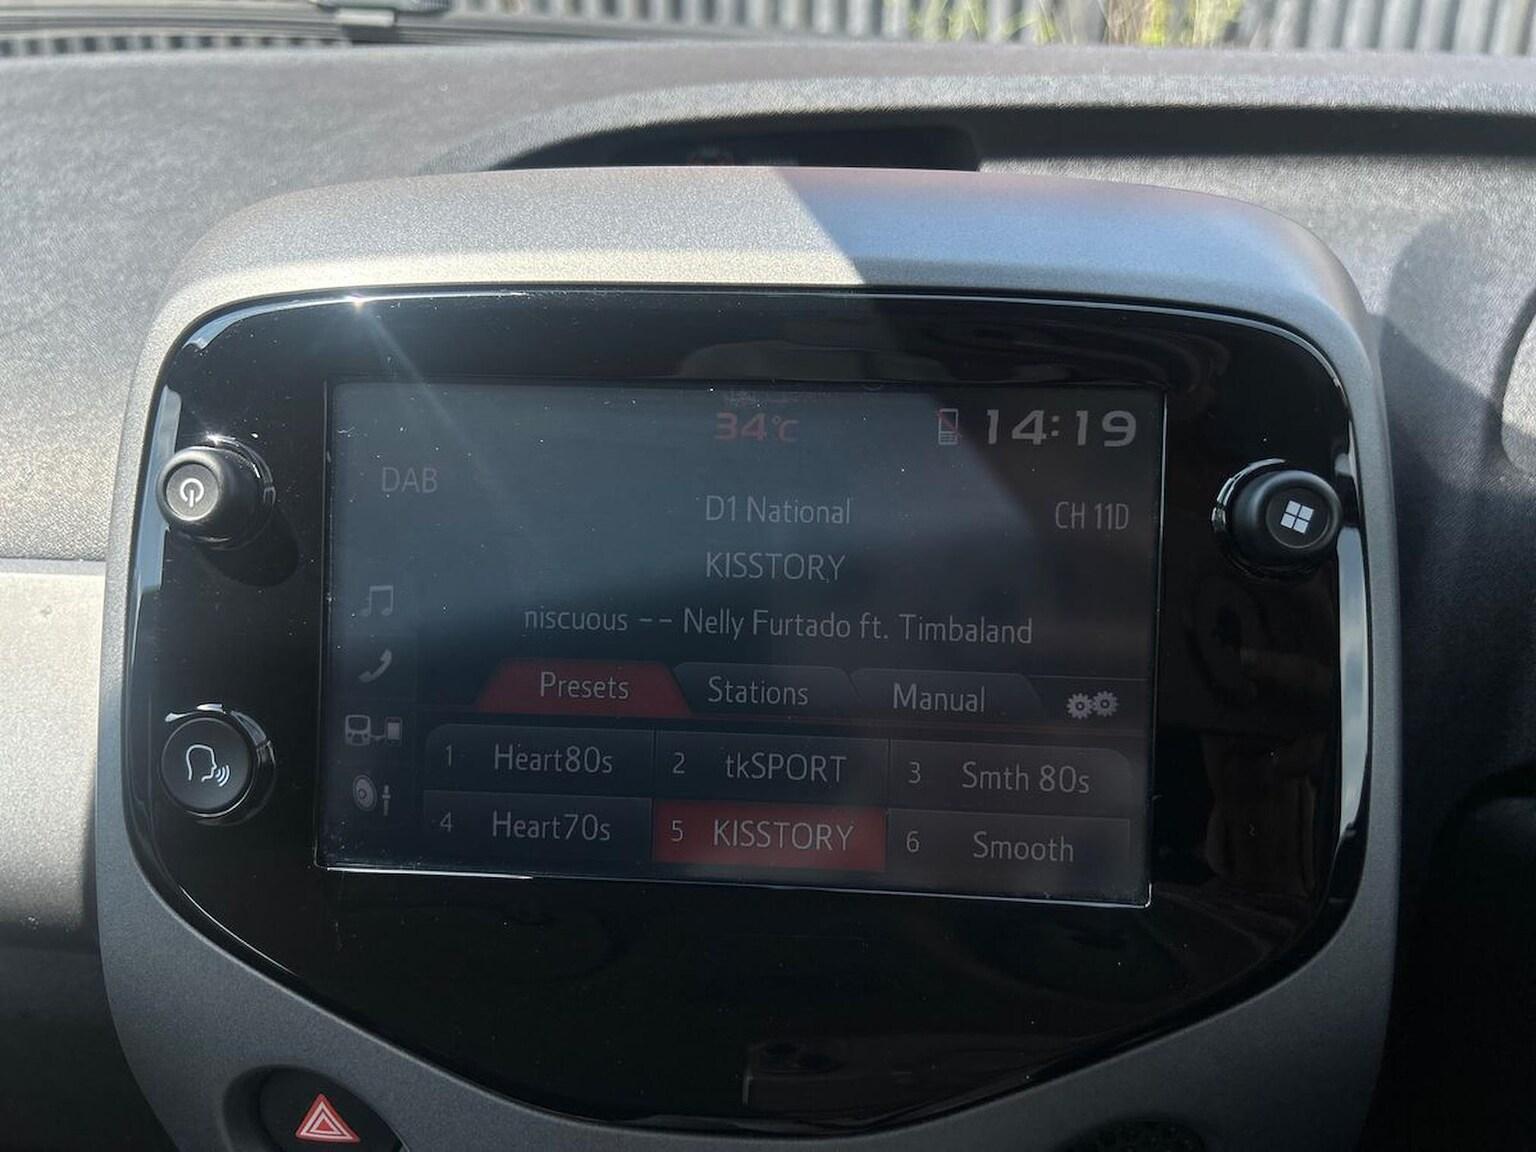 34°C 14:19
DAB
D1 National CH 11D
KISSTORY
niscuous -- Nelly Furtado ft. Timbaland
Presets Stations Manual
1 Heart80s 2 tkSPORT 3 Smth 80s
4 Heart70s 5 KISSTORY 6 Smooth